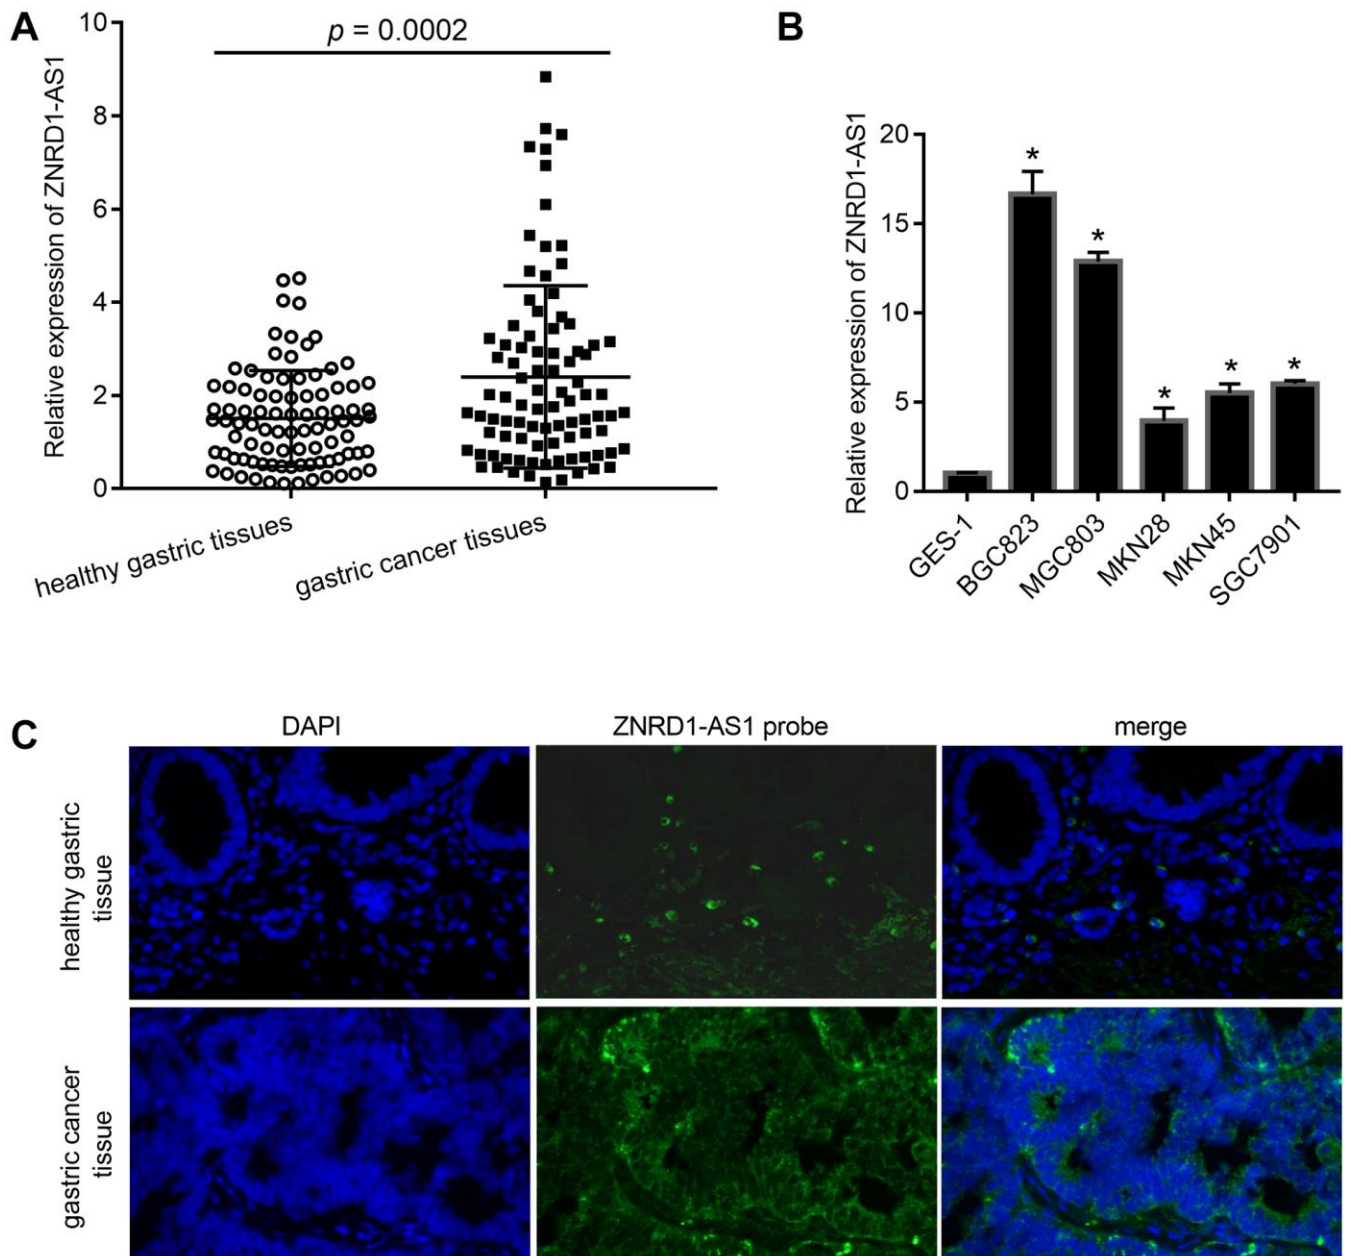 A
p = 0.0002
Relative expression of ZNRD1-AS1
10
8
6
4
2
0
healthy gastric tissues
gastric cancer tissues
B
Relative expression of ZNRD1-AS1
20
15
10
5
0
*
*
*
*
*
GES-1
BGC823
MGC803
MKN28
MKN45
SGC7901
C
DAPI
ZNRD1-AS1 probe
merge
healthy gastric
tissue
gastric cancer
tissue